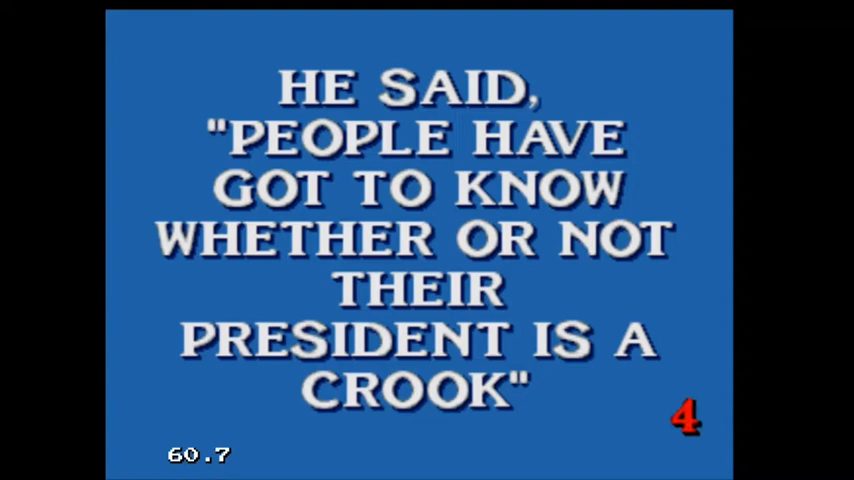 HE SAID,
"PEOPLE HAVE
GOT TO KNOW
WHETHER OR NOT
THEIR
PRESIDENT IS A
CROOK"
4
60.7